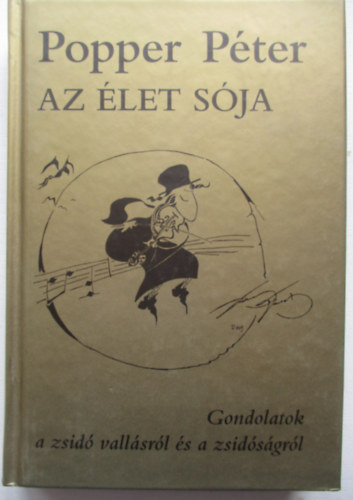 Popper Péter
AZ ÉLET SÓJA
Gondolatok
a zsidó vallásról és a zsidóságról